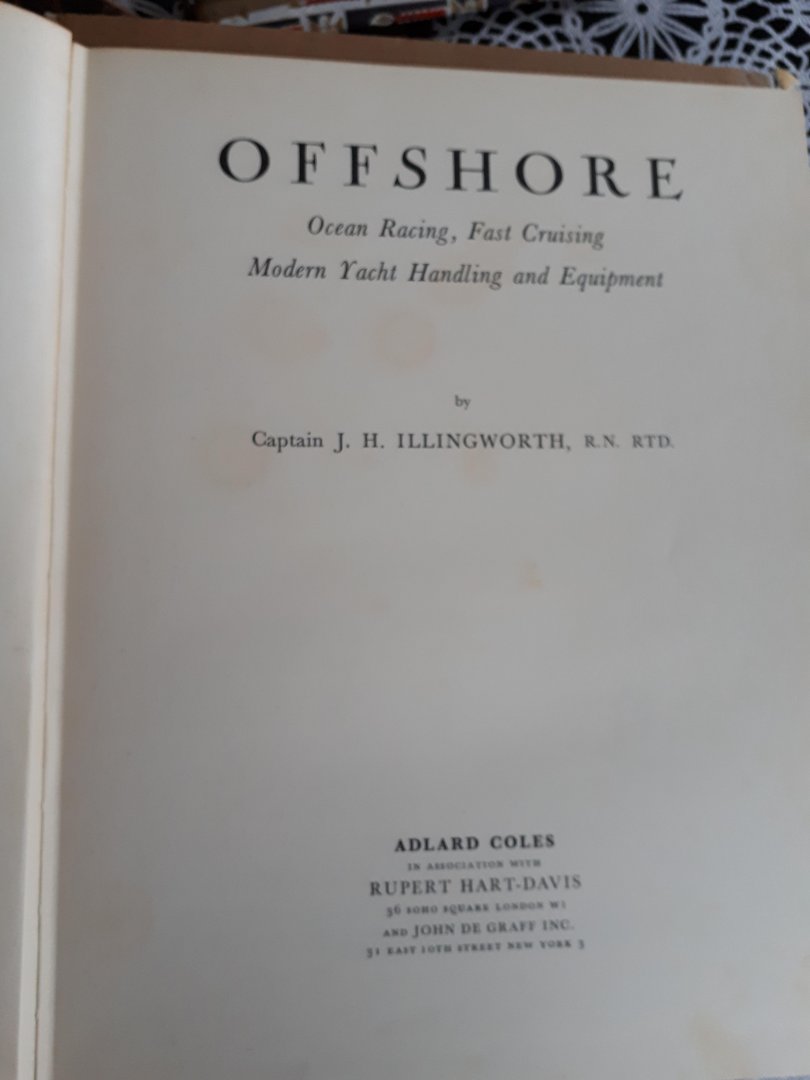 OFFSHORE
Ocean Racing, Fast Cruising
Modern Yacht Handling and Equipment
by
Captain J. H. ILLINGWORTH, R.N. RTD.
ADLARD COLES
IN ASSOCIATION WITH
RUPERT HART-DAVIS
36 SOHO SQUARE LONDON W1
AND JOHN DE GRAFF INC.
31 EAST 10TH STREET NEW YORK 3